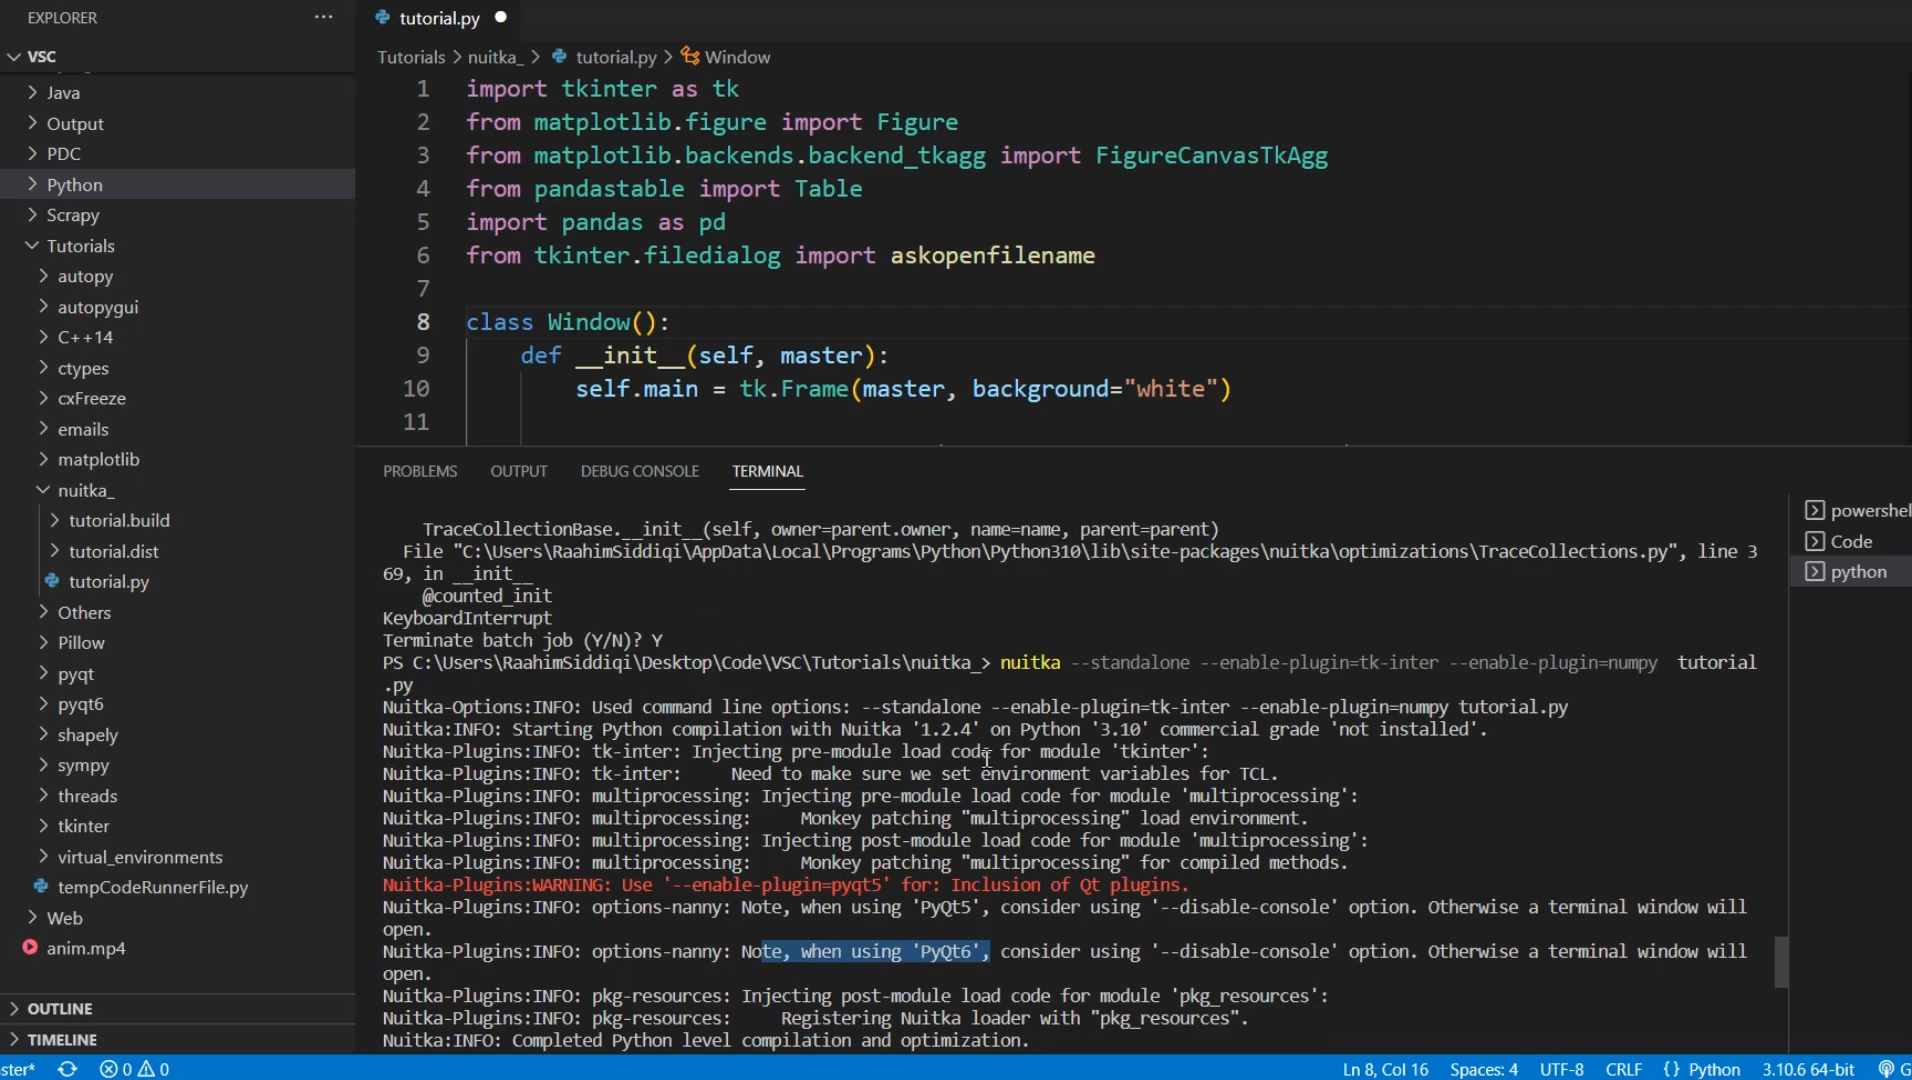 EXPLORER
VSC
Java
Output
PDC
Python
Scrapy
Tutorials
autopy
autopygui
C++14
ctypes
cxFreeze
emails
matplotlib
nuitka_
tutorial.build
tutorial.dist
tutorial.py
Others
Pillow
pyqt
pyqt6
shapely
sympy
threads
tkinter
virtual_environments
tempCodeRunnerFile.py
Web
anim.mp4
OUTLINE
TIMELINE
tutorial.py
Tutorials > nuitka_ > tutorial.py > Window
1 import tkinter as tk
2 from matplotlib.figure import Figure
3 from matplotlib.backends.backend_tkagg import FigureCanvasTkAgg
4 from pandastable import Table
5 import pandas as pd
6 from tkinter.filedialog import askopenfilename
7
8 class Window():
9 def __init__(self, master):
10 self.main = tk.Frame(master, background="white")
11
PROBLEMS OUTPUT DEBUG CONSOLE TERMINAL
TraceCollectionBase.__init__(self, owner=parent.owner, name=name, parent=parent)
File "C:\Users\RaahimSiddiqi\AppData\Local\Programs\Python\Python310\lib\site-packages\nuitka\optimizations\TraceCollections.py", line 3
69, in __init__
@counted_init
KeyboardInterrupt
Terminate batch job (Y/N)? Y
PS C:\Users\RaahimSiddiqi\Desktop\Code\VSC\Tutorials\nuitka_> nuitka --standalone --enable-plugin=tk-inter --enable-plugin=numpy tutorial
.py
Nuitka-Options:INFO: Used command line options: --standalone --enable-plugin=tk-inter --enable-plugin=numpy tutorial.py
Nuitka:INFO: Starting Python compilation with Nuitka '1.2.4' on Python '3.10' commercial grade 'not installed'.
Nuitka-Plugins:INFO: tk-inter: Injecting pre-module load code for module 'tkinter':
Nuitka-Plugins:INFO: tk-inter: Need to make sure we set environment variables for TCL.
Nuitka-Plugins:INFO: multiprocessing: Injecting pre-module load code for module 'multiprocessing':
Nuitka-Plugins:INFO: multiprocessing: Monkey patching "multiprocessing" load environment.
Nuitka-Plugins:INFO: multiprocessing: Injecting post-module load code for module 'multiprocessing':
Nuitka-Plugins:INFO: multiprocessing: Monkey patching "multiprocessing" for compiled methods.
Nuitka-Plugins:WARNING: Use '--enable-plugin=pyqt5' for: Inclusion of Qt plugins.
Nuitka-Plugins:INFO: options-nanny: Note, when using 'PyQt5', consider using '--disable-console' option. Otherwise a terminal window will
open.
Nuitka-Plugins:INFO: options-nanny: Note, when using 'PyQt6', consider using '--disable-console' option. Otherwise a terminal window will
open.
Nuitka-Plugins:INFO: pkg-resources: Injecting post-module load code for module 'pkg_resources':
Nuitka-Plugins:INFO: pkg-resources: Registering Nuitka loader with "pkg_resources".
Nuitka:INFO: Completed Python level compilation and optimization.
powershel
Code
python
ster* 0 0 Ln 8, Col 16 Spaces: 4 UTF-8 CRLF {} Python 3.10.6 64-bit G